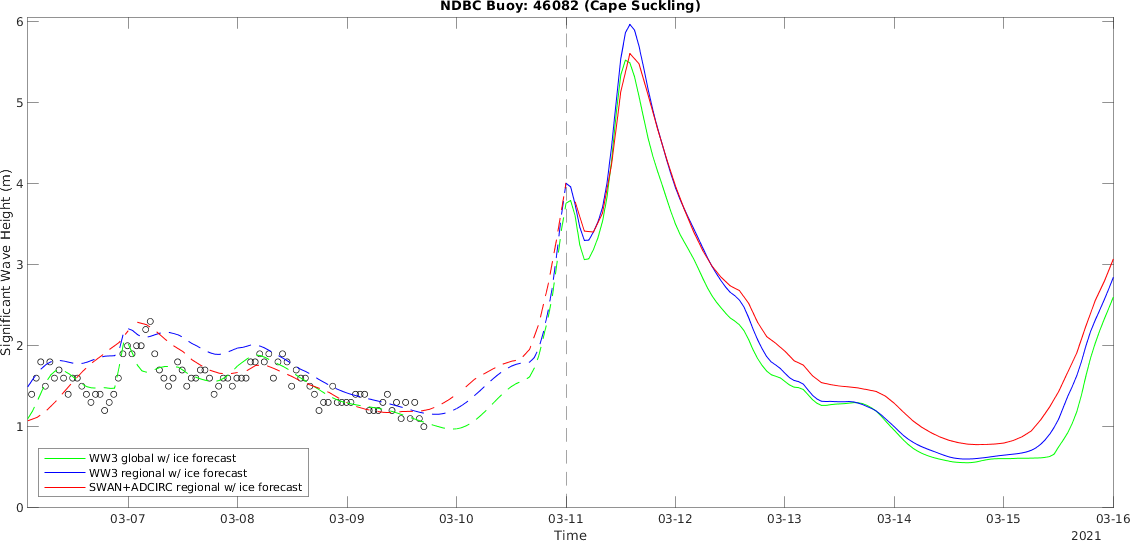 NDBC Buoy: 46082 (Cape Suckling)
6
5
4
3
2
1
0
Significant Wave Height (m)
WW3 global w/ ice forecast
WW3 regional w/ ice forecast
SWAN+ADCIRC regional w/ ice forecast
03-07 03-08 03-09 03-10 03-11 03-12 03-13 03-14 03-15 03-16
Time
2021